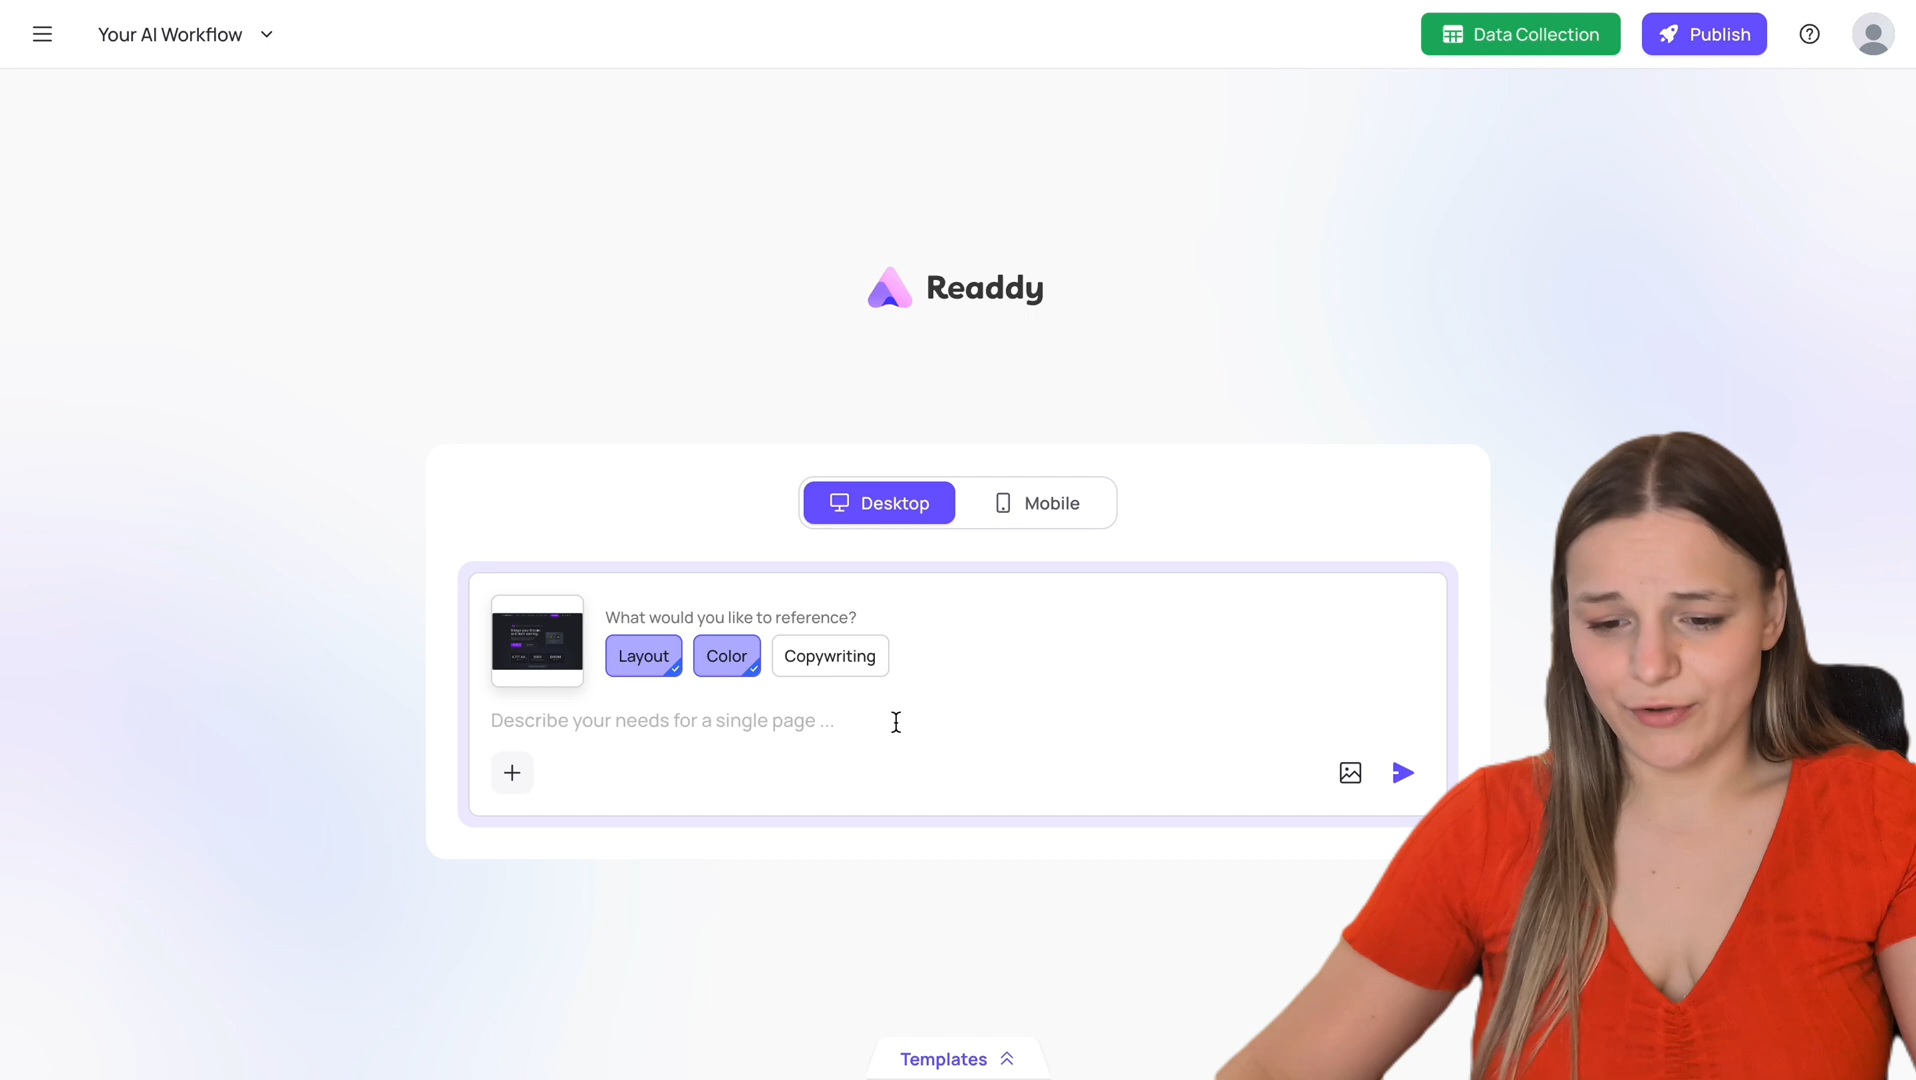 Your AI Workflow
Data Collection
Publish
Readdy
Desktop
Mobile
What would you like to reference?
Layout
Color
Copywriting
Describe your needs for a single page ...
Templates